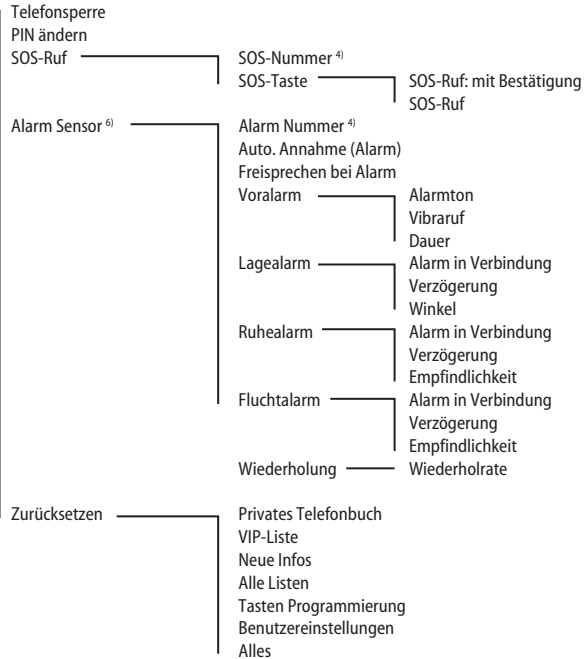 Telefonsperre
PIN ändern
SOS-Ruf SOS-Nummer 4)
SOS-Taste SOS-Ruf: mit Bestätigung
SOS-Ruf
Alarm Sensor 6) Alarm Nummer 4)
Auto. Annahme (Alarm)
Freisprechen bei Alarm
Voralarm Alarmton
Vibraruf
Dauer
Lagealarm Alarm in Verbindung
Verzögerung
Winkel
Ruhealarm Alarm in Verbindung
Verzögerung
Empfindlichkeit
Fluchtalarm Alarm in Verbindung
Verzögerung
Empfindlichkeit
Wiederholung Wiederholrate
Zurücksetzen Privates Telefonbuch
VIP-Liste
Neue Infos
Alle Listen
Tasten Programmierung
Benutzereinstellungen
Alles